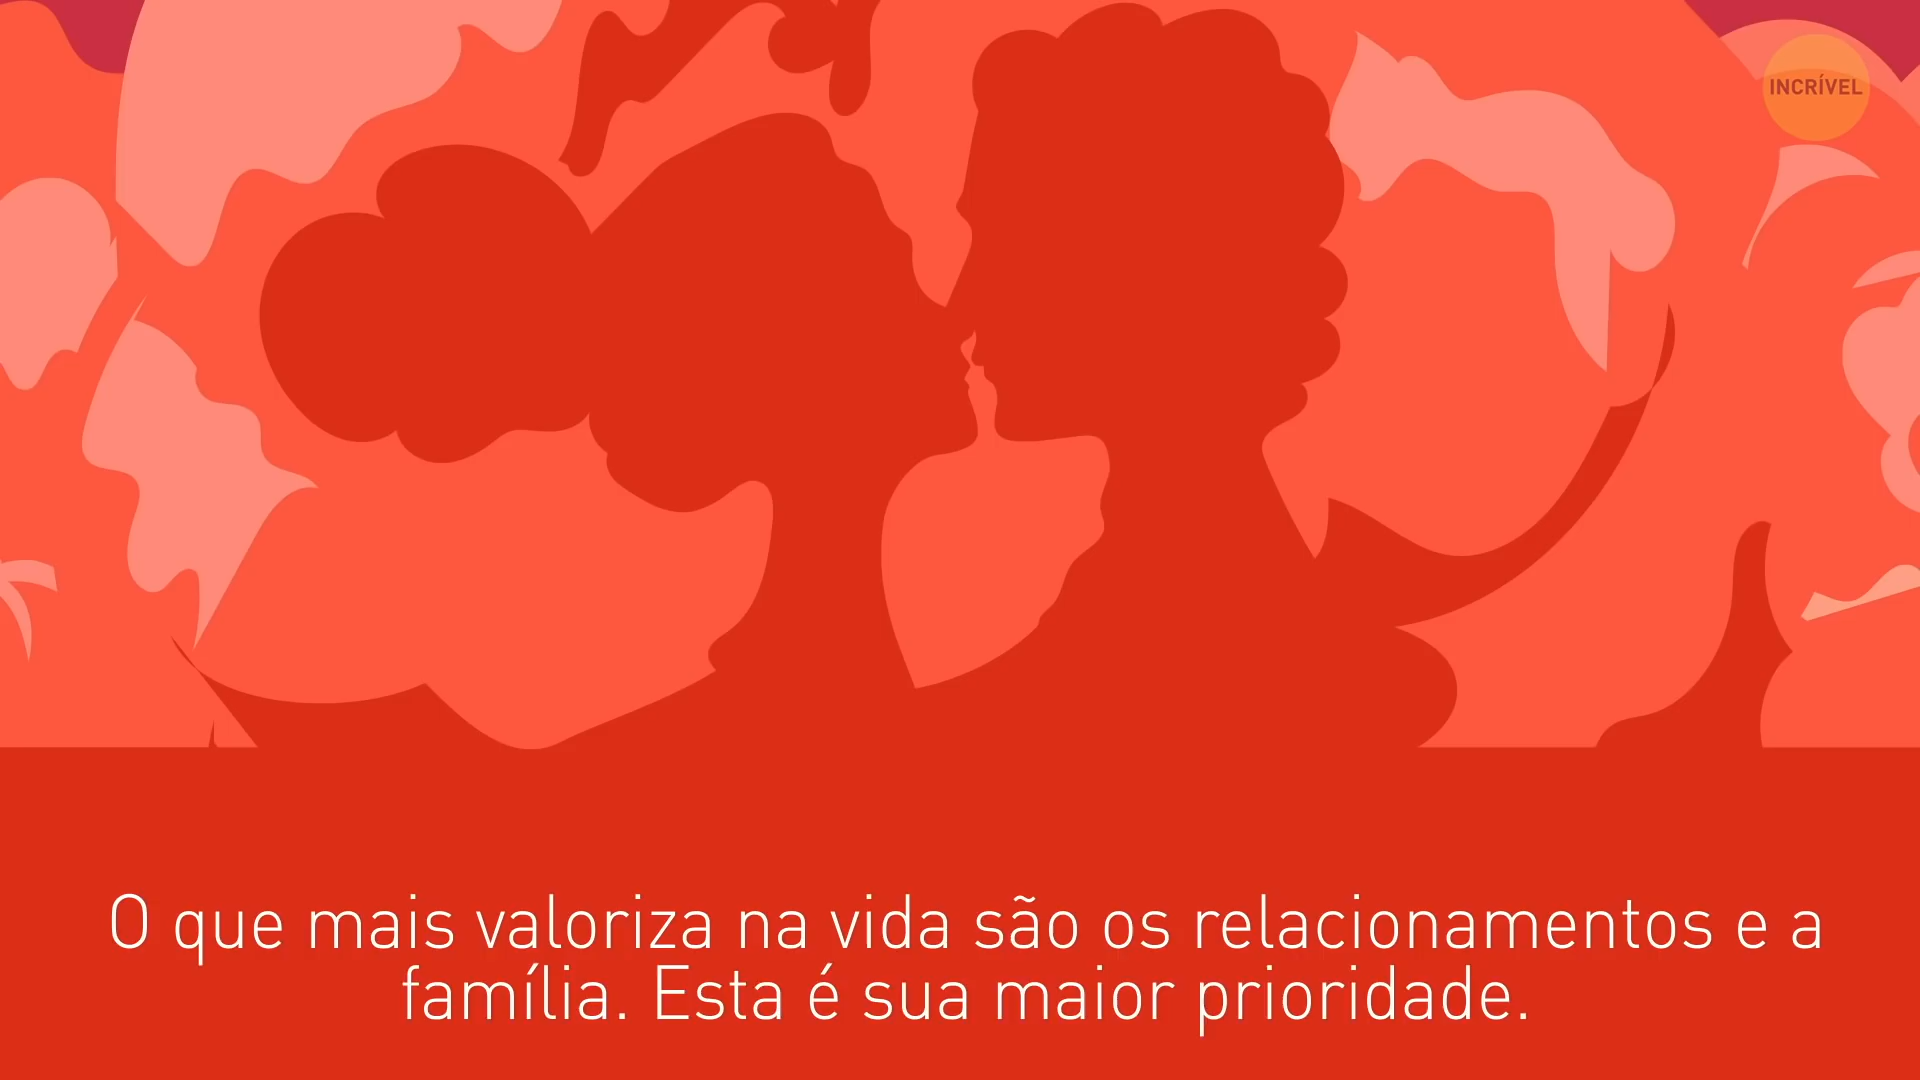 INCRÍVEL
O que mais valoriza na vida são os relacionamentos e a
família. Esta é sua maior prioridade.